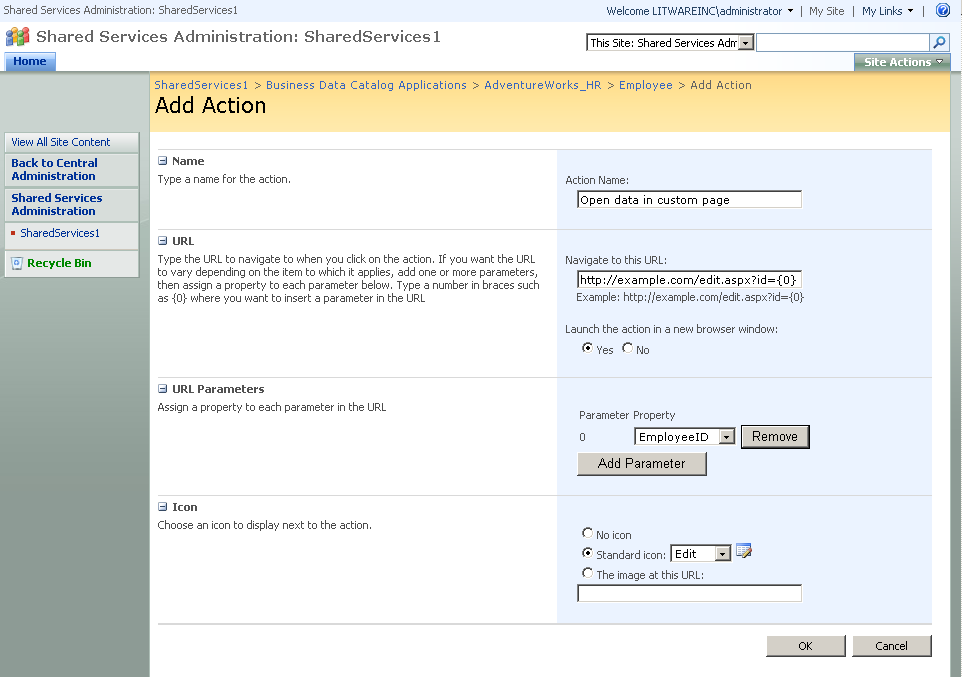 Shared Services Administration: SharedServices1
Welcome LITWAREINC\administrator | My Site | My Links |
Shared Services Administration: SharedServices1
This Site: Shared Services Adm
Home
Site Actions
SharedServices1 > Business Data Catalog Applications > AdventureWorks_HR > Employee > Add Action
Add Action
View All Site Content
Back to Central
Administration
Shared Services
Administration
SharedServices1
Recycle Bin
Name
Type a name for the action.
Action Name:
Open data in custom page
URL
Type the URL to navigate to when you click on the action. If you want the URL
to vary depending on the item to which it applies, add one or more parameters,
then assign a property to each parameter below. Type a number in braces such
as {0} where you want to insert a parameter in the URL
Navigate to this URL:
http://example.com/edit.aspx?id={0}
Example: http://example.com/edit.aspx?id={0}
Launch the action in a new browser window:
Yes No
URL Parameters
Assign a property to each parameter in the URL
Parameter Property
0 EmployeeID Remove
Add Parameter
Icon
Choose an icon to display next to the action.
No icon
Standard icon: Edit
The image at this URL:
OK Cancel